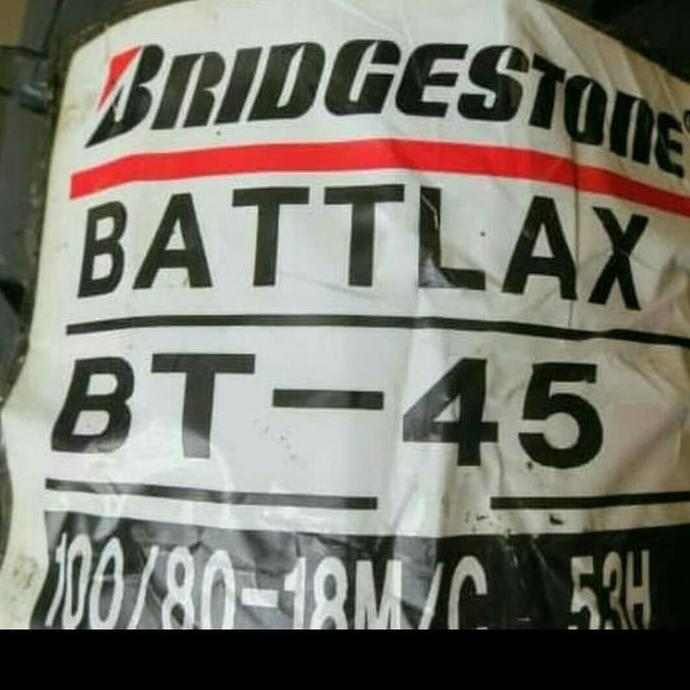 BRIDGESTONE®
BATTLAX
BT-45
100/80-18M/C 53H